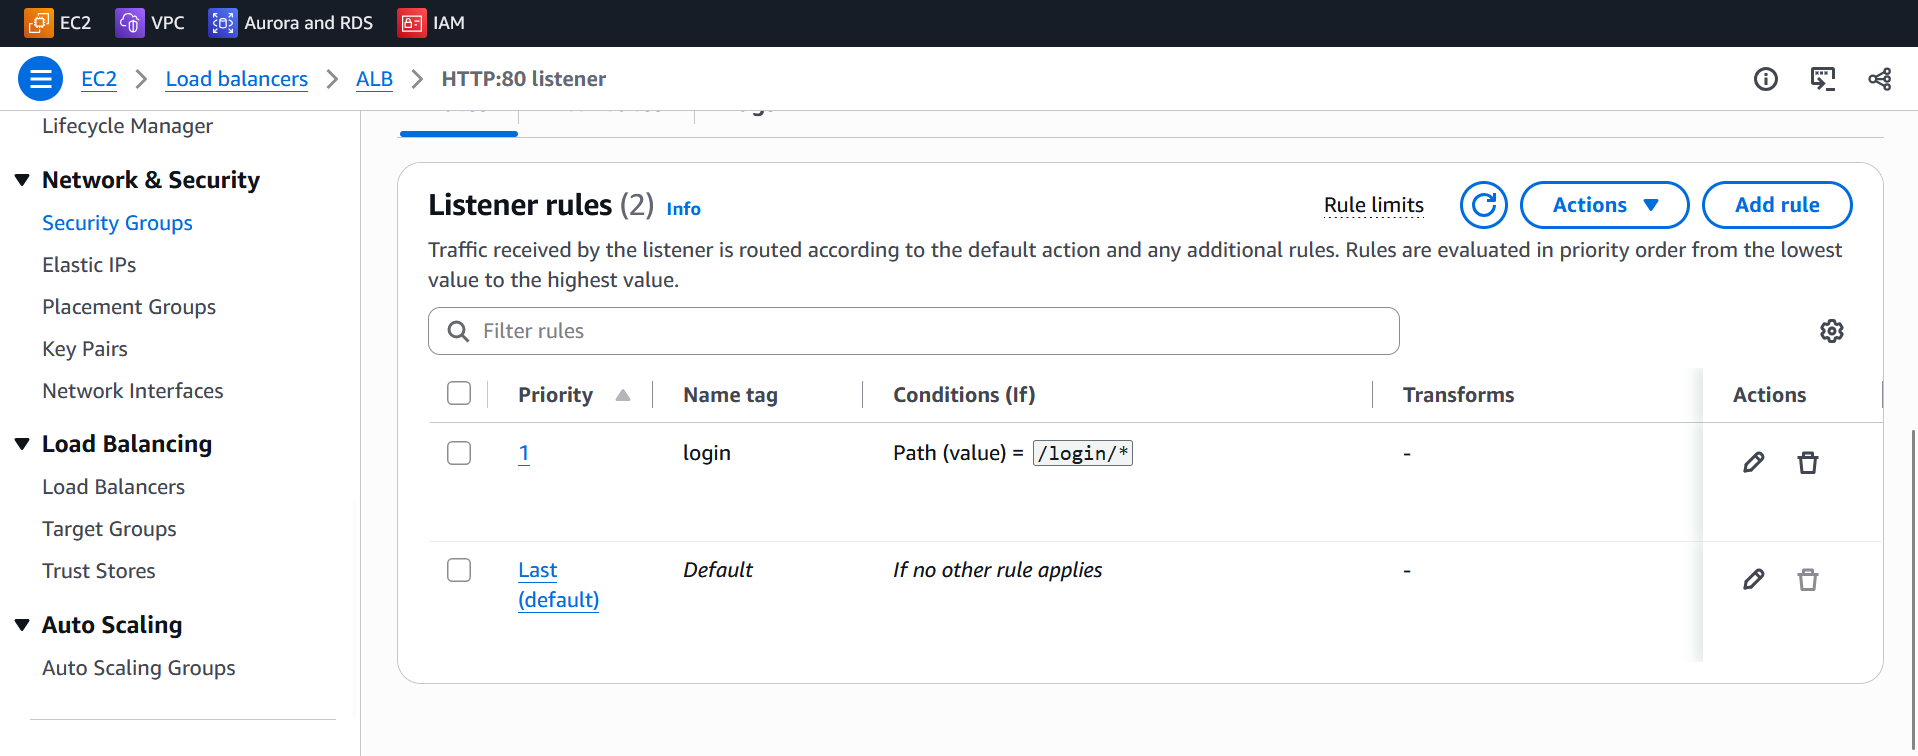 EC2 VPC Aurora and RDS IAM
EC2 Load balancers ALB HTTP:80 listener
Lifecycle Manager
Network & Security
Security Groups
Elastic IPs
Placement Groups
Key Pairs
Network Interfaces
Load Balancing
Load Balancers
Target Groups
Trust Stores
Auto Scaling
Auto Scaling Groups
Listener rules (2) Info
Rule limits
Actions
Add rule
Traffic received by the listener is routed according to the default action and any additional rules. Rules are evaluated in priority order from the lowest
value to the highest value.
Filter rules
Priority Name tag Conditions (If) Transforms Actions
1 login Path (value) = /login/* -
Last Default If no other rule applies -
(default)